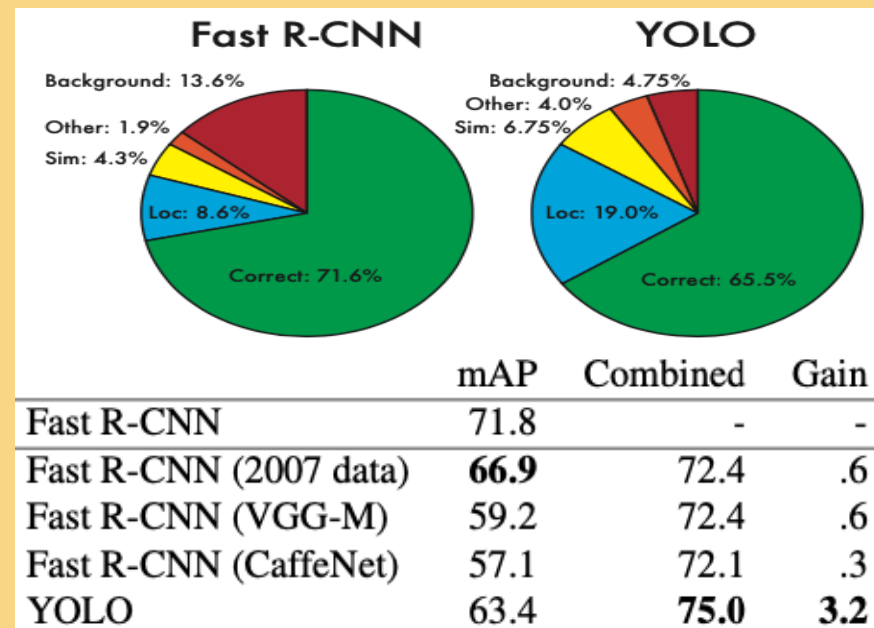 Fast R-CNN
Background: 13.6%
Other: 1.9%
Sim: 4.3%
Loc: 8.6%
Correct: 71.6%
YOLO
Background: 4.75%
Other: 4.0%
Sim: 6.75%
Loc: 19.0%
Correct: 65.5%
mAP Combined Gain
Fast R-CNN 71.8 - -
Fast R-CNN (2007 data) 66.9 72.4 .6
Fast R-CNN (VGG-M) 59.2 72.4 .6
Fast R-CNN (CaffeNet) 57.1 72.1 .3
YOLO 63.4 75.0 3.2